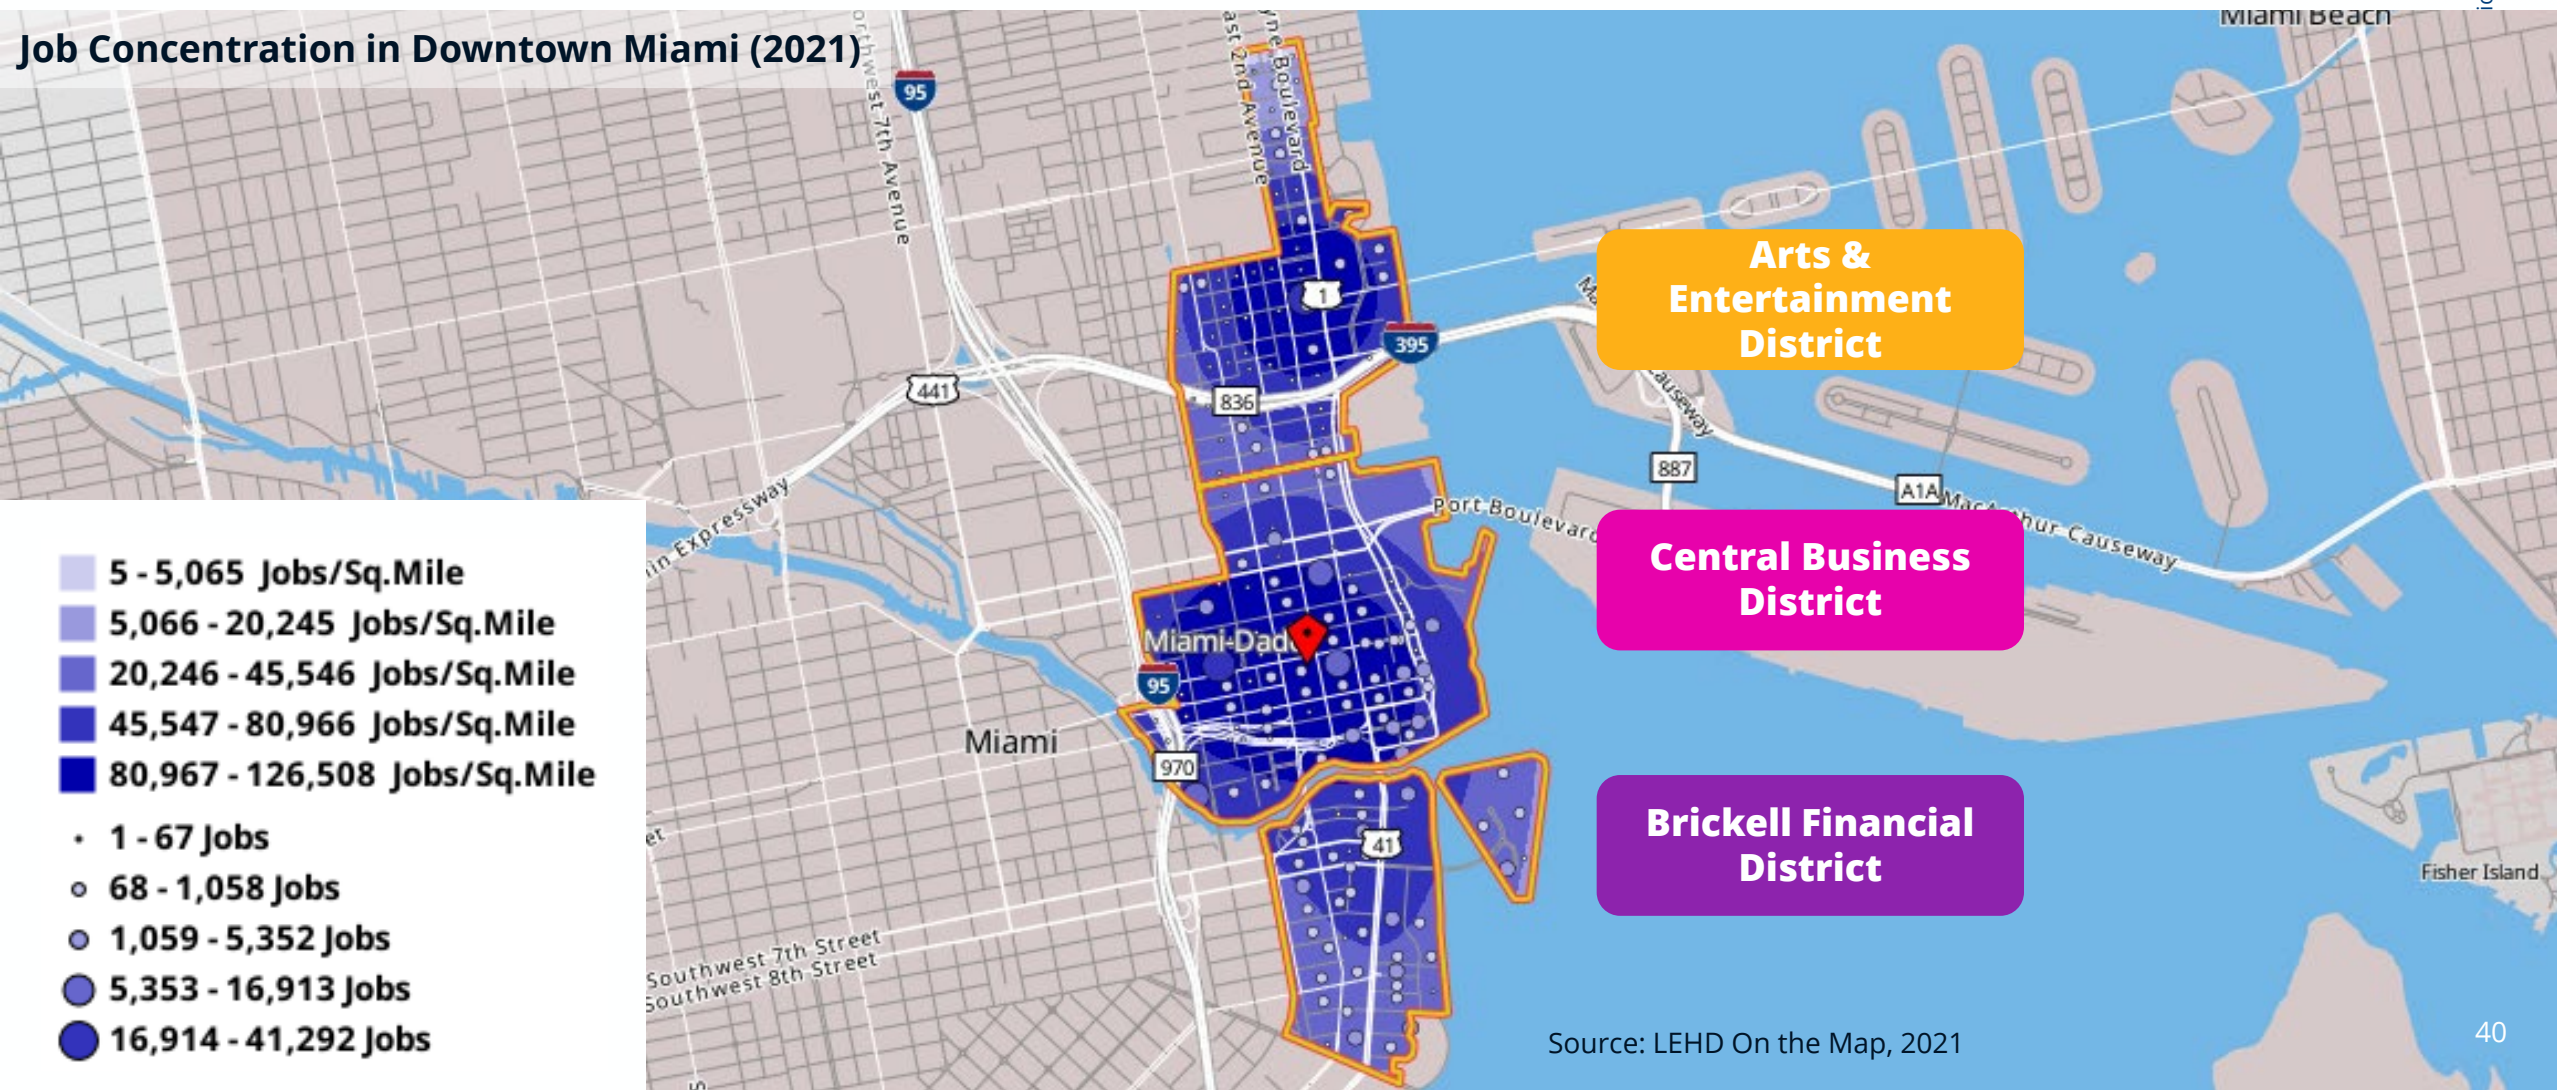 Job Concentration in Downtown Miami (2021)
Miami Beach
95
Northwest 7th Avenue
East 2nd Avenue
Boulevard
1
395
441
836
Arts &
Entertainment
District
Causeway
887
A1A
MacArthur Causeway
Port Boulevard
Expressway
Central Business
District
Miami-Dade
95
Miami
970
41
Brickell Financial
District
Fisher Island
Southwest 7th Street
Southwest 8th Street
5 - 5,065 Jobs/Sq.Mile
5,066 - 20,245 Jobs/Sq.Mile
20,246 - 45,546 Jobs/Sq.Mile
45,547 - 80,966 Jobs/Sq.Mile
80,967 - 126,508 Jobs/Sq.Mile
1 - 67 Jobs
68 - 1,058 Jobs
1,059 - 5,352 Jobs
5,353 - 16,913 Jobs
16,914 - 41,292 Jobs
Source: LEHD On the Map, 2021
40